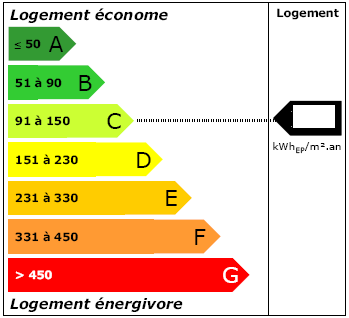 Logement économe
Logement
≤ 50 A
51 à 90 B
91 à 150 C
kWhEP/m².an
151 à 230 D
231 à 330 E
331 à 450 F
> 450 G
Logement énergivore